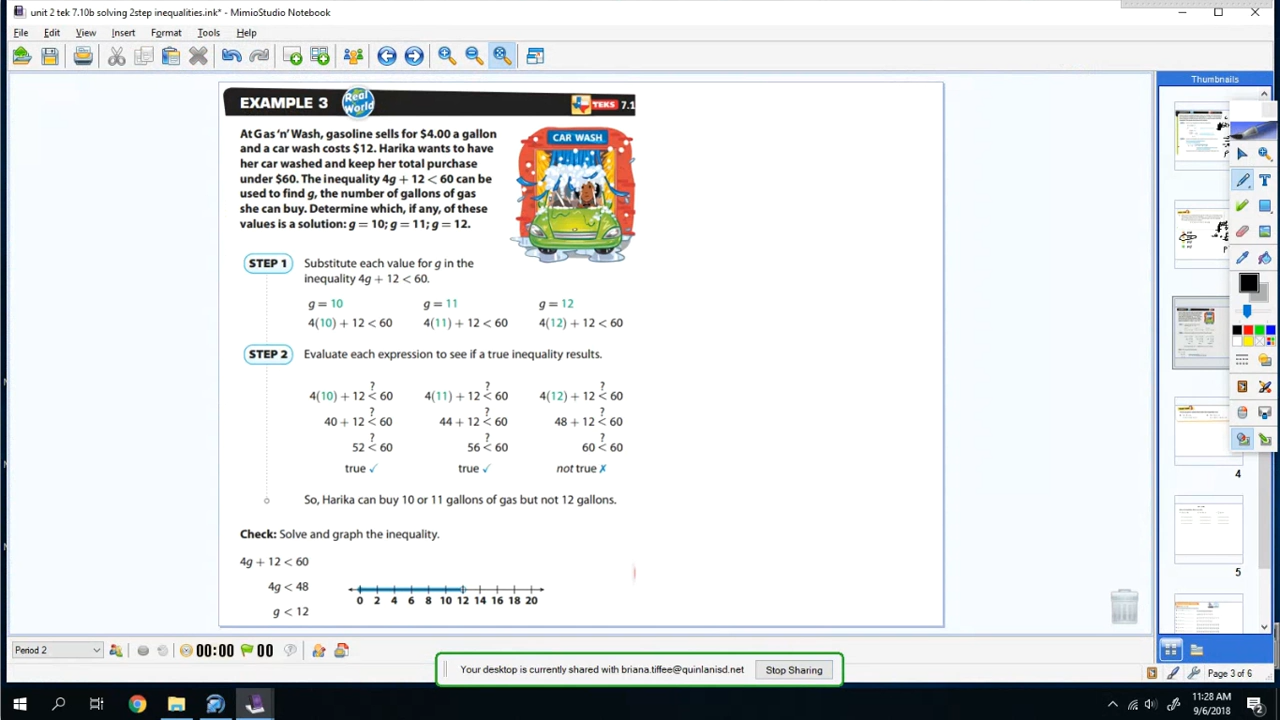 unit 2 tek 7.10b solving 2step inequalities.ink* - MimioStudio Notebook
File Edit View Insert Format Tools Help
Thumbnails
EXAMPLE 3 Real World TEKS 7.1
At Gas 'n' Wash, gasoline sells for $4.00 a gallon
and a car wash costs $12. Harika wants to have
her car washed and keep her total purchase
under $60. The inequality 4g + 12 < 60 can be
used to find g, the number of gallons of gas
she can buy. Determine which, if any, of these
values is a solution: g = 10; g = 11; g = 12.
CAR WASH
STEP 1 Substitute each value for g in the
inequality 4g + 12 < 60.
g = 10 g = 11 g = 12
4(10) + 12 < 60 4(11) + 12 < 60 4(12) + 12 < 60
STEP 2 Evaluate each expression to see if a true inequality results.
? ? ?
4(10) + 12 < 60 4(11) + 12 < 60 4(12) + 12 < 60
? ? ?
40 + 12 < 60 44 + 12 < 60 48 + 12 < 60
? ? ?
52 < 60 56 < 60 60 < 60
true ✓ true ✓ not true ✗
So, Harika can buy 10 or 11 gallons of gas but not 12 gallons.
Check: Solve and graph the inequality.
4g + 12 < 60
4g < 48
g < 12
0 2 4 6 8 10 12 14 16 18 20
4
5
Period 2 00:00 00
Your desktop is currently shared with briana.tiffee@quinlanisd.net Stop Sharing
Page 3 of 6
11:28 AM
9/6/2018
2